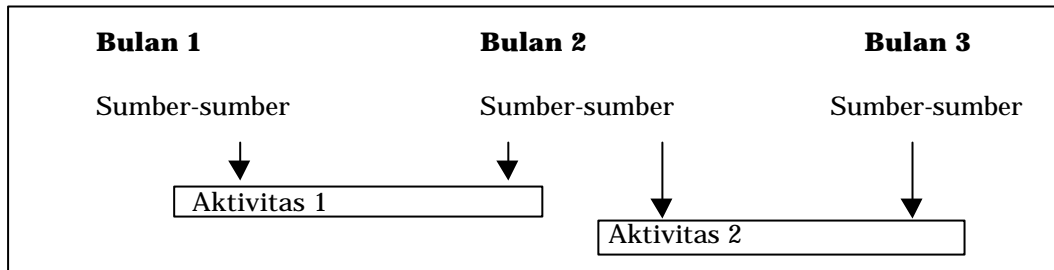 Bulan 1 Bulan 2 Bulan 3
Sumber-sumber Sumber-sumber Sumber-sumber
Aktivitas 1
Aktivitas 2